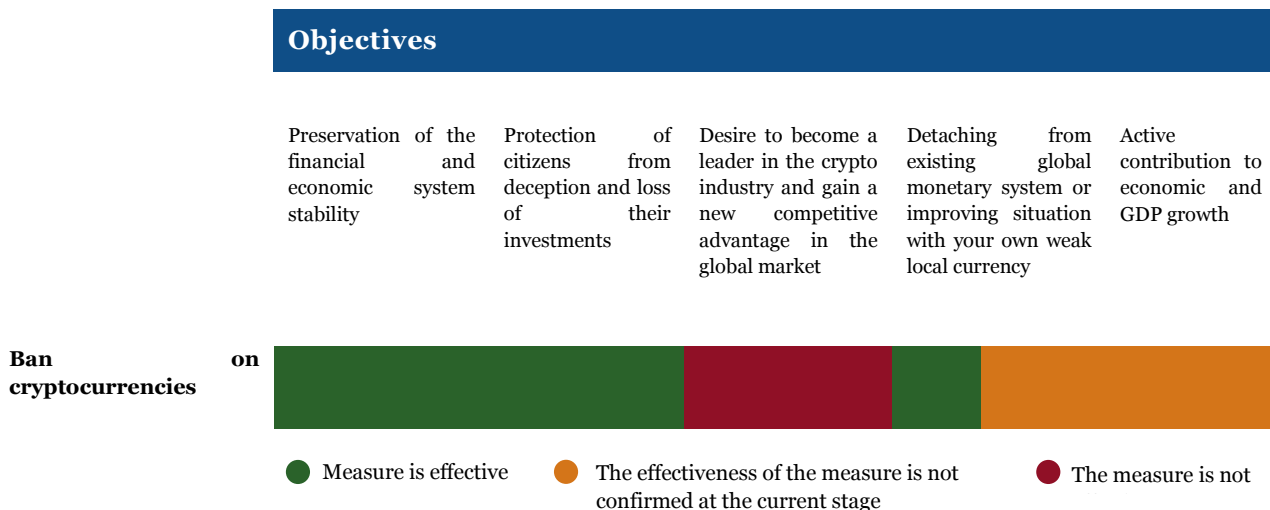 Objectives
Preservation of the
financial and
economic system
stability
Protection of
citizens from
deception and loss
of their
investments
Desire to become a
leader in the crypto
industry and gain a
new competitive
advantage in the
global market
Detaching from
existing global
monetary system or
improving situation
with your own weak
local currency
Active
contribution to
economic and
GDP growth
Ban on
cryptocurrencies
Measure is effective
The effectiveness of the measure is not
confirmed at the current stage
The measure is not